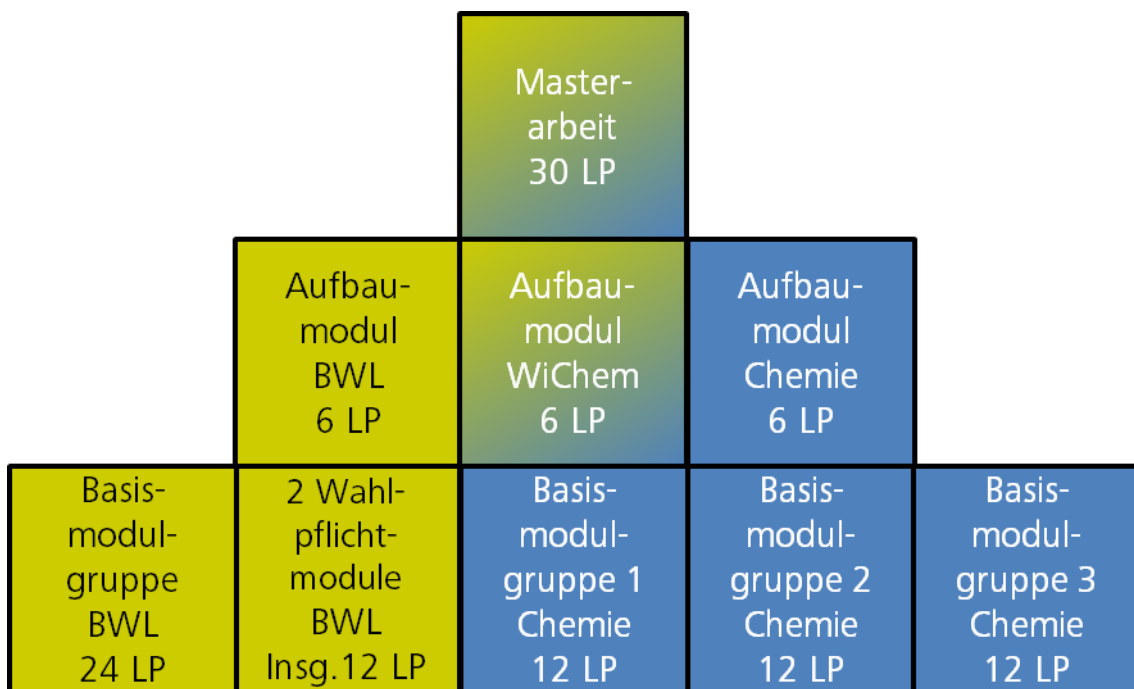 Master-
arbeit
30 LP
Aufbau-
modul
BWL
6 LP
Aufbau-
modul
WiChem
6 LP
Aufbau-
modul
Chemie
6 LP
Basis-
modul-
gruppe
BWL
24 LP
2 Wahl-
pflicht-
module
BWL
Insg.12 LP
Basis-
modul-
gruppe 1
Chemie
12 LP
Basis-
modul-
gruppe 2
Chemie
12 LP
Basis-
modul-
gruppe 3
Chemie
12 LP